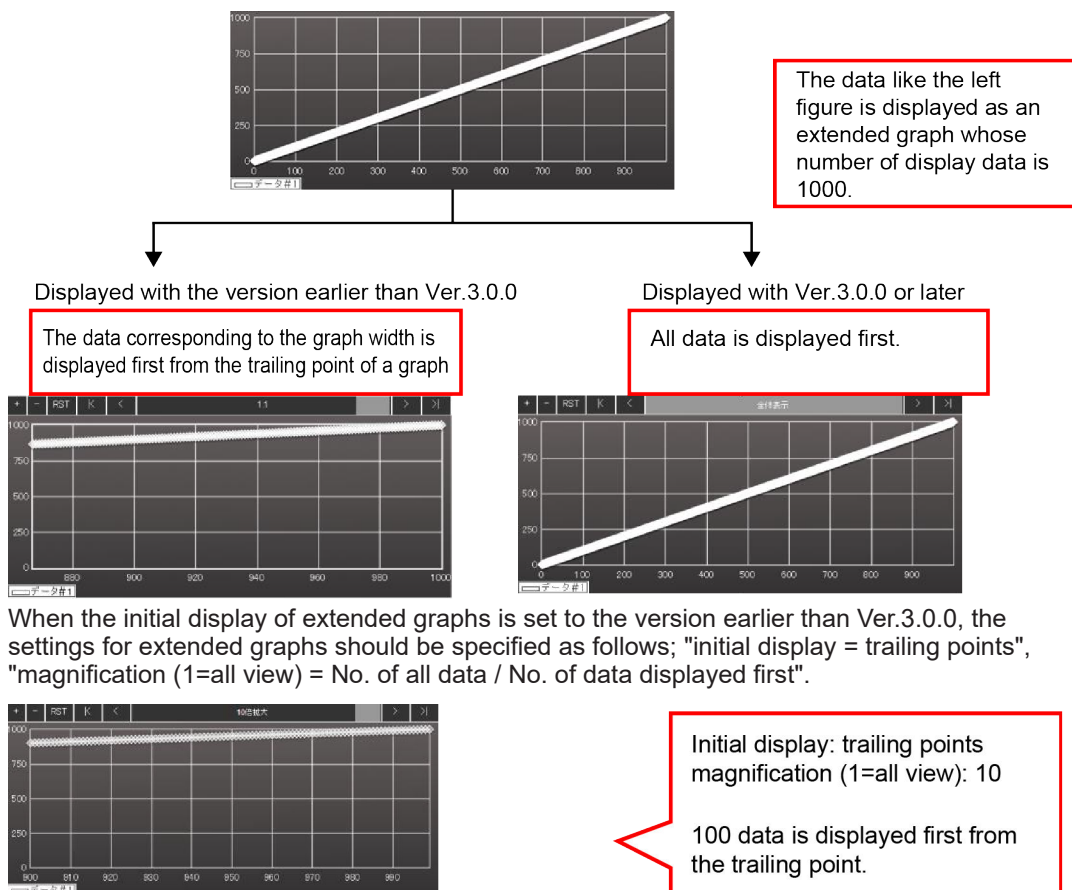 1000
750
500
250
0
0 100 200 300 400 500 600 700 800 900
データ#1
The data like the left
figure is displayed as an
extended graph whose
number of display data is
1000.
Displayed with the version earlier than Ver.3.0.0
The data corresponding to the graph width is
displayed first from the trailing point of a graph
+ - RST K < 1:1 > >|
1000
750
500
250
0
880 900 920 940 960 980 1000
データ#1
Displayed with Ver.3.0.0 or later
All data is displayed first.
+ - RST K < 全体表示 > >|
1000
750
500
250
0
0 100 200 300 400 500 600 700 800 900
データ#1
When the initial display of extended graphs is set to the version earlier than Ver.3.0.0, the
settings for extended graphs should be specified as follows; "initial display = trailing points",
"magnification (1=all view) = No. of all data / No. of data displayed first".
+ - RST K < 10倍拡大 > >|
1000
750
500
250
0
900 910 920 930 940 950 960 970 980 990
データ#1
Initial display: trailing points
magnification (1=all view): 10
100 data is displayed first from
the trailing point.